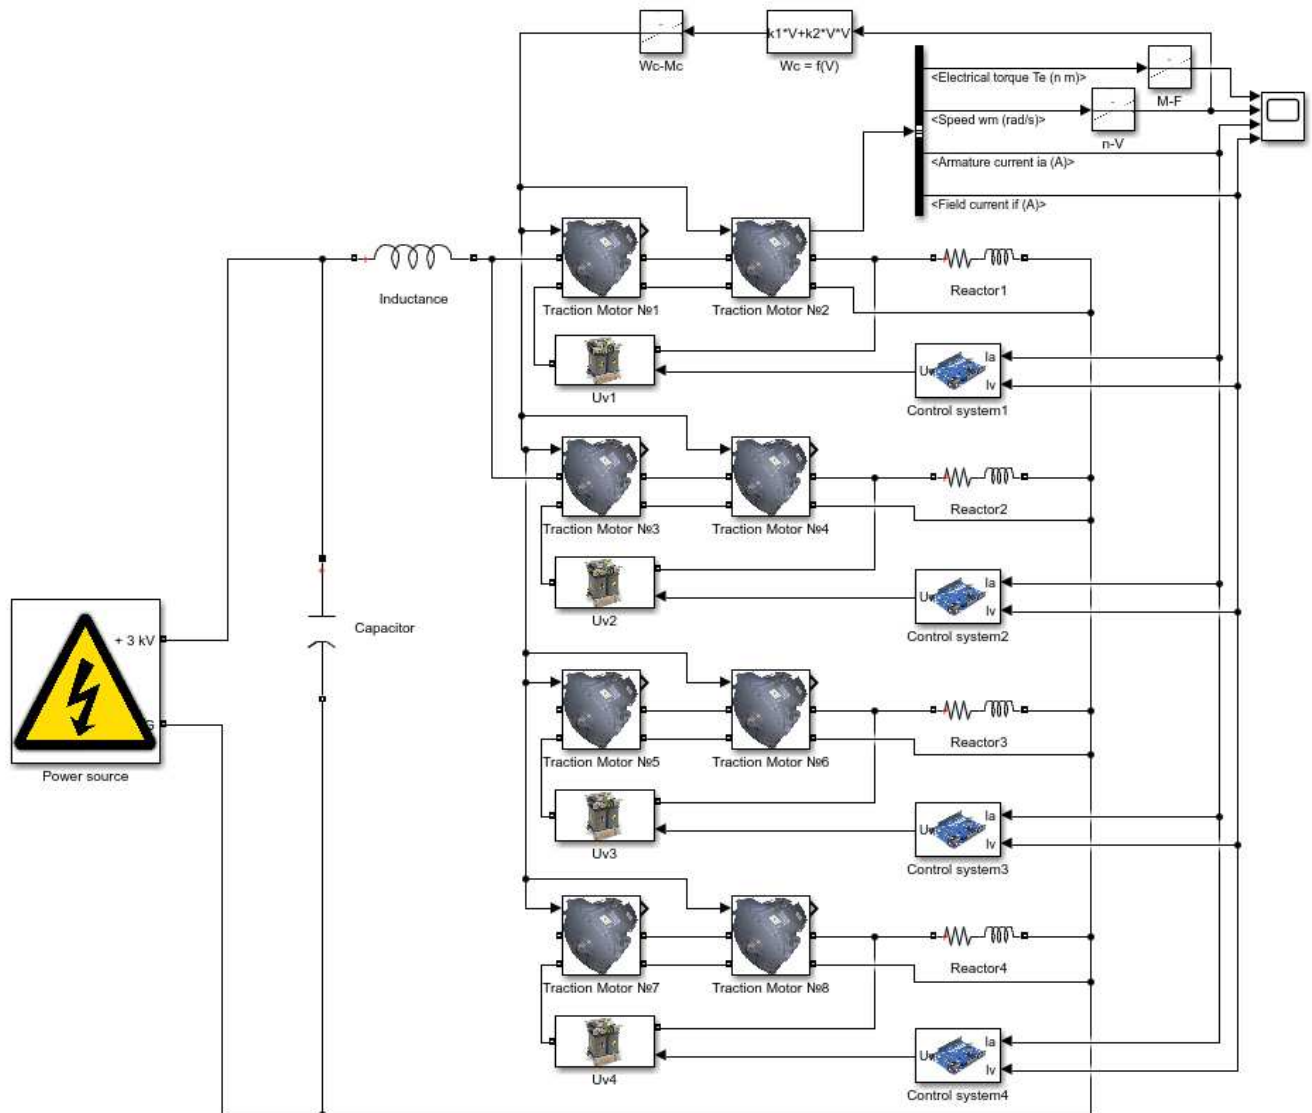 k1*V+k2*V*V
Wc-Mc
Wc = f(V)
<Electrical torque Te (n m)>
M-F
<Speed wm (rad/s)>
n-V
<Armature current ia (A)>
<Field current if (A)>
Inductance
Traction Motor №1
Traction Motor №2
Reactor1
Uv1
Uv
Ia
Iv
Control system1
Traction Motor №3
Traction Motor №4
Reactor2
Uv2
Uv
Ia
Iv
Control system2
+ 3 kV
G
Power source
Capacitor
Traction Motor №5
Traction Motor №6
Reactor3
Uv3
Uv
Ia
Iv
Control system3
Traction Motor №7
Traction Motor №8
Reactor4
Uv4
Uv
Ia
Iv
Control system4